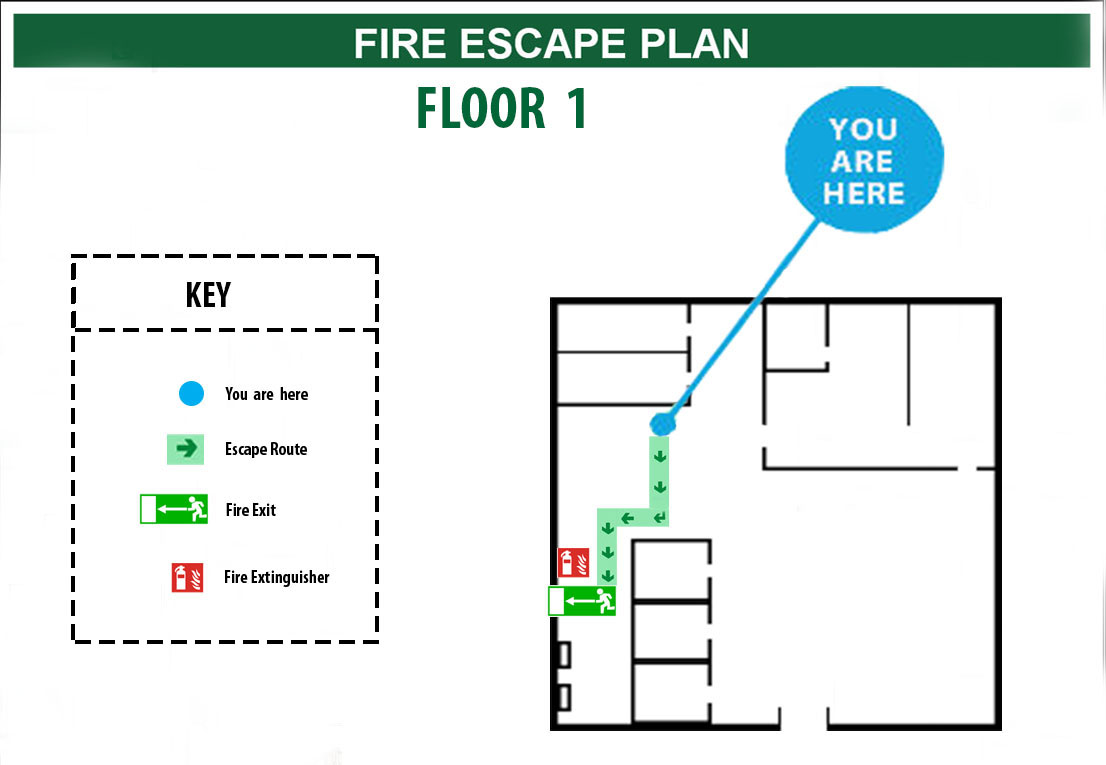 FIRE ESCAPE PLAN
FLOOR 1
YOU
ARE
HERE
KEY
You are here
Escape Route
Fire Exit
Fire Extinguisher